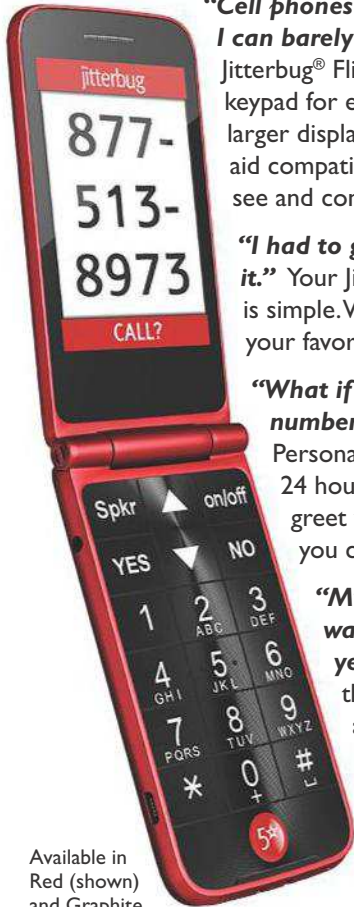 jitterbug
877-
513-
8973
CALL?
Spkr
on/off
YES
NO
1
2
ABC
3
DEF
4
GHI
5
JKL
6
MNO
7
PQRS
8
TUV
9
WXYZ
*
0
+
#
5☆
Available in
Red (shown)
and Graphite
“Cell phones
I can barely
Jitterbug® Fli
keypad for e
larger displa
aid compati
see and con
“I had to g
it.” Your Ji
is simple. V
your favor
“What if
number
Persona
24 hou
greet
you c
“M
wa
ye
th
a